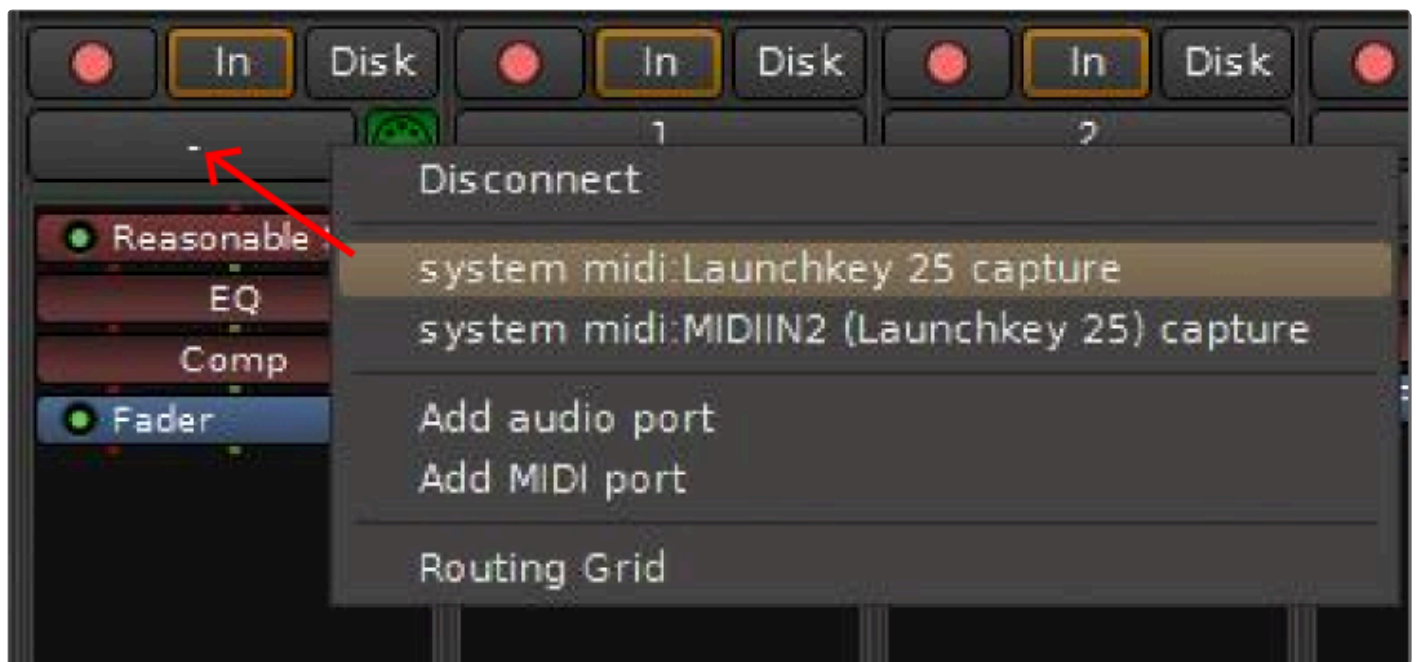 In Disk In Disk In Disk
- 1 2
Disconnect
Reasonable
system midi:Launchkey 25 capture
EQ
system midi:MIDIIN2 (Launchkey 25) capture
Comp
Fader
Add audio port
Add MIDI port
Routing Grid